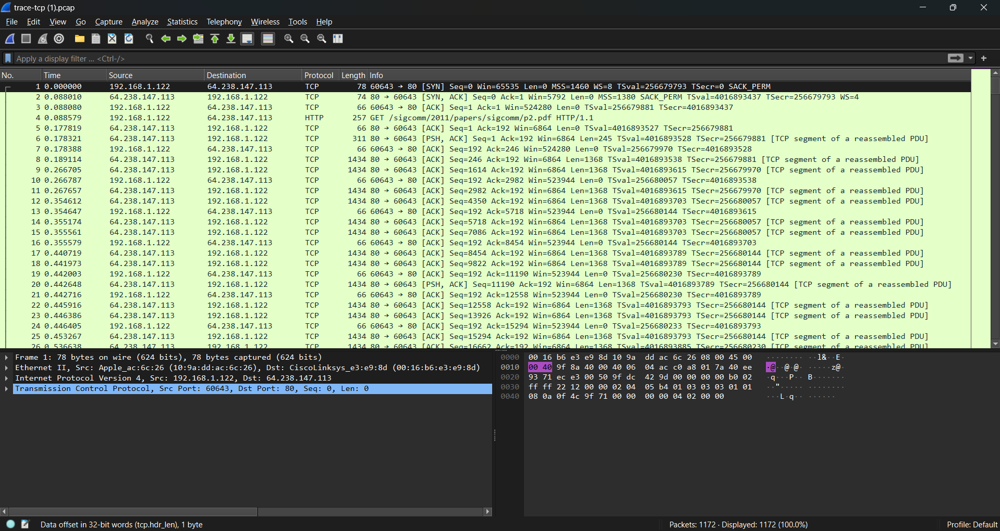 trace-tcp (1).pcap
File Edit View Go Capture Analyze Statistics Telephony Wireless Tools Help
Apply a display filter ... <Ctrl-/>
No. Time Source Destination Protocol Length Info
1 0.000000 192.168.1.122 64.238.147.113 TCP 78 60643 → 80 [SYN] Seq=0 Win=65535 Len=0 MSS=1460 WS=8 TSval=256679793 TSecr=0 SACK_PERM
2 0.088010 64.238.147.113 192.168.1.122 TCP 74 80 → 60643 [SYN, ACK] Seq=0 Ack=1 Win=5792 Len=0 MSS=1380 SACK_PERM TSval=4016893437 TSecr=256679793 WS=4
3 0.088080 192.168.1.122 64.238.147.113 TCP 66 60643 → 80 [ACK] Seq=1 Ack=1 Win=524280 Len=0 TSval=256679881 TSecr=4016893437
4 0.088579 192.168.1.122 64.238.147.113 HTTP 257 GET /sigcomm/2011/papers/sigcomm/p2.pdf HTTP/1.1
5 0.177819 64.238.147.113 192.168.1.122 TCP 66 80 → 60643 [ACK] Seq=1 Ack=192 Win=6864 Len=0 TSval=4016893527 TSecr=256679881
6 0.178321 64.238.147.113 192.168.1.122 TCP 311 80 → 60643 [PSH, ACK] Seq=1 Ack=192 Win=6864 Len=245 TSval=4016893528 TSecr=256679881 [TCP segment of a reassembled PDU]
7 0.178388 192.168.1.122 64.238.147.113 TCP 66 60643 → 80 [ACK] Seq=192 Ack=246 Win=524280 Len=0 TSval=256679970 TSecr=4016893528
8 0.189114 64.238.147.113 192.168.1.122 TCP 1434 80 → 60643 [ACK] Seq=246 Ack=192 Win=6864 Len=1368 TSval=4016893538 TSecr=256679881 [TCP segment of a reassembled PDU]
9 0.266705 64.238.147.113 192.168.1.122 TCP 1434 80 → 60643 [ACK] Seq=1614 Ack=192 Win=6864 Len=1368 TSval=4016893615 TSecr=256679970 [TCP segment of a reassembled PDU]
10 0.266787 192.168.1.122 64.238.147.113 TCP 66 60643 → 80 [ACK] Seq=192 Ack=2982 Win=523944 Len=0 TSval=256680057 TSecr=4016893538
11 0.267657 64.238.147.113 192.168.1.122 TCP 1434 80 → 60643 [ACK] Seq=2982 Ack=192 Win=6864 Len=1368 TSval=4016893615 TSecr=256679970 [TCP segment of a reassembled PDU]
12 0.354612 64.238.147.113 192.168.1.122 TCP 1434 80 → 60643 [ACK] Seq=4350 Ack=192 Win=6864 Len=1368 TSval=4016893703 TSecr=256680057 [TCP segment of a reassembled PDU]
13 0.354647 192.168.1.122 64.238.147.113 TCP 66 60643 → 80 [ACK] Seq=192 Ack=5718 Win=523944 Len=0 TSval=256680144 TSecr=4016893615
14 0.355174 64.238.147.113 192.168.1.122 TCP 1434 80 → 60643 [ACK] Seq=5718 Ack=192 Win=6864 Len=1368 TSval=4016893703 TSecr=256680057 [TCP segment of a reassembled PDU]
15 0.355561 64.238.147.113 192.168.1.122 TCP 1434 80 → 60643 [ACK] Seq=7086 Ack=192 Win=6864 Len=1368 TSval=4016893703 TSecr=256680057 [TCP segment of a reassembled PDU]
16 0.355579 192.168.1.122 64.238.147.113 TCP 66 60643 → 80 [ACK] Seq=192 Ack=8454 Win=523944 Len=0 TSval=256680144 TSecr=4016893703
17 0.440719 64.238.147.113 192.168.1.122 TCP 1434 80 → 60643 [ACK] Seq=8454 Ack=192 Win=6864 Len=1368 TSval=4016893789 TSecr=256680144 [TCP segment of a reassembled PDU]
18 0.441973 64.238.147.113 192.168.1.122 TCP 1434 80 → 60643 [ACK] Seq=9822 Ack=192 Win=6864 Len=1368 TSval=4016893789 TSecr=256680144 [TCP segment of a reassembled PDU]
19 0.442003 192.168.1.122 64.238.147.113 TCP 66 60643 → 80 [ACK] Seq=192 Ack=11190 Win=523944 Len=0 TSval=256680230 TSecr=4016893789
20 0.442648 64.238.147.113 192.168.1.122 TCP 1434 80 → 60643 [PSH, ACK] Seq=11190 Ack=192 Win=6864 Len=1368 TSval=4016893789 TSecr=256680144 [TCP segment of a reassembled PDU]
21 0.442716 192.168.1.122 64.238.147.113 TCP 66 60643 → 80 [ACK] Seq=192 Ack=12558 Win=523944 Len=0 TSval=256680230 TSecr=4016893789
22 0.445916 64.238.147.113 192.168.1.122 TCP 1434 80 → 60643 [ACK] Seq=12558 Ack=192 Win=6864 Len=1368 TSval=4016893793 TSecr=256680144 [TCP segment of a reassembled PDU]
23 0.446386 64.238.147.113 192.168.1.122 TCP 1434 80 → 60643 [ACK] Seq=13926 Ack=192 Win=6864 Len=1368 TSval=4016893793 TSecr=256680144 [TCP segment of a reassembled PDU]
24 0.446405 192.168.1.122 64.238.147.113 TCP 66 60643 → 80 [ACK] Seq=192 Ack=15294 Win=523944 Len=0 TSval=256680233 TSecr=4016893793
25 0.453267 64.238.147.113 192.168.1.122 TCP 1434 80 → 60643 [ACK] Seq=15294 Ack=192 Win=6864 Len=1368 TSval=4016893793 TSecr=256680144 [TCP segment of a reassembled PDU]
26 0.536638 64.238.147.113 192.168.1.122 TCP 1434 80 → 60643 [ACK] Seq=16662 Ack=192 Win=6864 Len=1368 TSval=4016893885 TSecr=256680230 [TCP segment of a reassembled PDU]
Frame 1: 78 bytes on wire (624 bits), 78 bytes captured (624 bits)
Ethernet II, Src: Apple_ac:6c:26 (10:9a:dd:ac:6c:26), Dst: CiscoLinksys_e3:e9:8d (00:16:b6:e3:e9:8d)
Internet Protocol Version 4, Src: 192.168.1.122, Dst: 64.238.147.113
Transmission Control Protocol, Src Port: 60643, Dst Port: 80, Seq: 0, Len: 0
0000 00 16 b6 e3 e9 8d 10 9a dd ac 6c 26 08 00 45 00 ········ ··l&··E·
0010 00 40 9f 8a 40 00 40 06 04 ac c0 a8 01 7a 40 ee ·@··@·@· ·····z@·
0020 93 71 ec e3 00 50 9f dc 42 9d 00 00 00 00 b0 02 ·q···P·· B·······
0030 ff ff 22 12 00 00 02 04 05 b4 01 03 03 03 01 01 ··"····· ········
0040 08 0a 0f 4c 9f 71 00 00 00 00 04 02 00 00 ···L·q·· ······
Data offset in 32-bit words (tcp.hdr_len), 1 byte
Packets: 1172 · Displayed: 1172 (100.0%)
Profile: Default